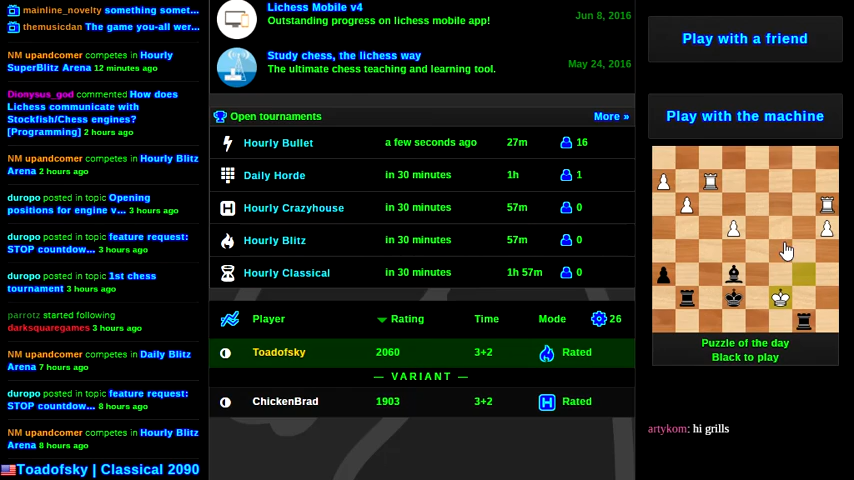 mainline_novelty something somet...
themusicdan The game you-all wer...
NM upandcomer competes in Hourly
SuperBlitz Arena 12 minutes ago
Dionysus_god commented How does
Lichess communicate with
Stockfish/Chess engines?
[Programming] 2 hours ago
NM upandcomer competes in Hourly Blitz
Arena 2 hours ago
duropo posted in topic Opening
positions for engine v... 3 hours ago
duropo posted in topic feature request:
STOP countdow... 3 hours ago
duropo posted in topic 1st chess
tournament 3 hours ago
parrotz started following
darksquaregames 3 hours ago
NM upandcomer competes in Daily Blitz
Arena 7 hours ago
duropo posted in topic feature request:
STOP countdow... 8 hours ago
NM upandcomer competes in Hourly Blitz
Arena 8 hours ago
Toadofsky | Classical 2090
Lichess Mobile v4
Outstanding progress on lichess mobile app!
Jun 8, 2016
Study chess, the lichess way
The ultimate chess teaching and learning tool.
May 24, 2016
Open tournaments More »
Hourly Bullet a few seconds ago 27m 16
Daily Horde in 30 minutes 1h 1
Hourly Crazyhouse in 30 minutes 57m 0
Hourly Blitz in 30 minutes 57m 0
Hourly Classical in 30 minutes 1h 57m 0
Player Rating Time Mode 26
Toadofsky 2060 3+2 Rated
— VARIANT —
ChickenBrad 1903 3+2 Rated
Play with a friend
Play with the machine
Puzzle of the day
Black to play
artykom: hi grills